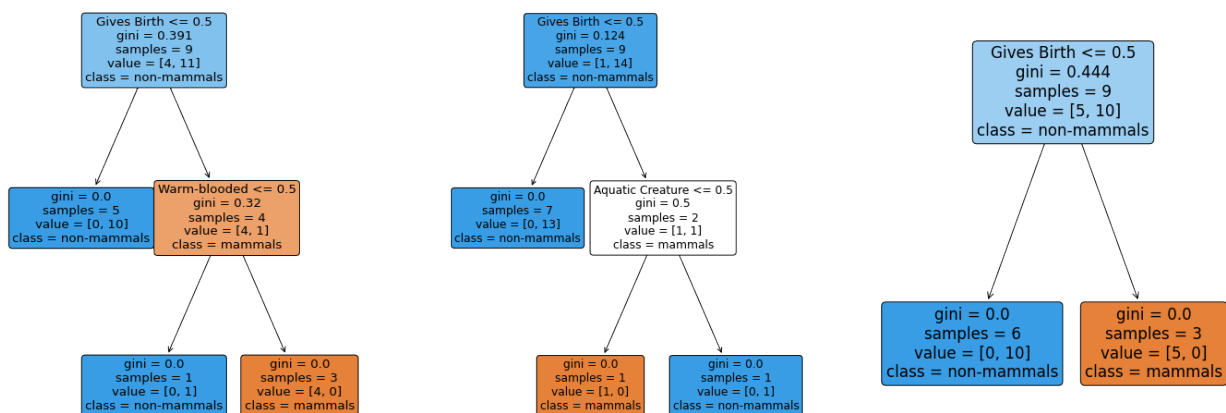 Gives Birth <= 0.5
gini = 0.391
samples = 9
value = [4, 11]
class = non-mammals
gini = 0.0
samples = 5
value = [0, 10]
class = non-mammals
Warm-blooded <= 0.5
gini = 0.32
samples = 4
value = [4, 1]
class = mammals
gini = 0.0
samples = 1
value = [0, 1]
class = non-mammals
gini = 0.0
samples = 3
value = [4, 0]
class = mammals
Gives Birth <= 0.5
gini = 0.124
samples = 9
value = [1, 14]
class = non-mammals
gini = 0.0
samples = 7
value = [0, 13]
class = non-mammals
Aquatic Creature <= 0.5
gini = 0.5
samples = 2
value = [1, 1]
class = mammals
gini = 0.0
samples = 1
value = [1, 0]
class = mammals
gini = 0.0
samples = 1
value = [0, 1]
class = non-mammals
Gives Birth <= 0.5
gini = 0.444
samples = 9
value = [5, 10]
class = non-mammals
gini = 0.0
samples = 6
value = [0, 10]
class = non-mammals
gini = 0.0
samples = 3
value = [5, 0]
class = mammals